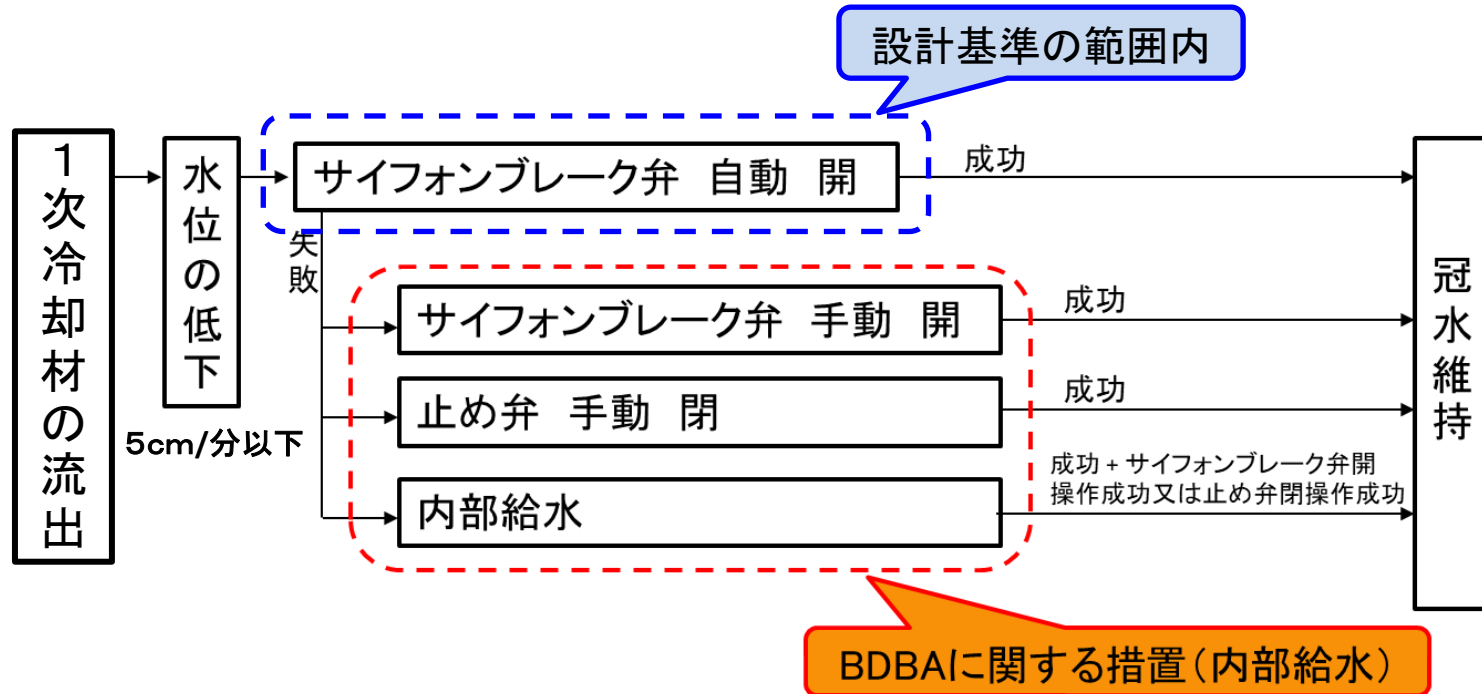 設計基準の範囲内
1次冷却材の流出
水位の低下
5cm/分以下
サイフォンブレーク弁 自動 開
成功
失敗
サイフォンブレーク弁 手動 開
成功
止め弁 手動 閉
成功
内部給水
成功 + サイフォンブレーク弁開
操作成功又は止め弁閉操作成功
冠水維持
BDBAに関する措置(内部給水)